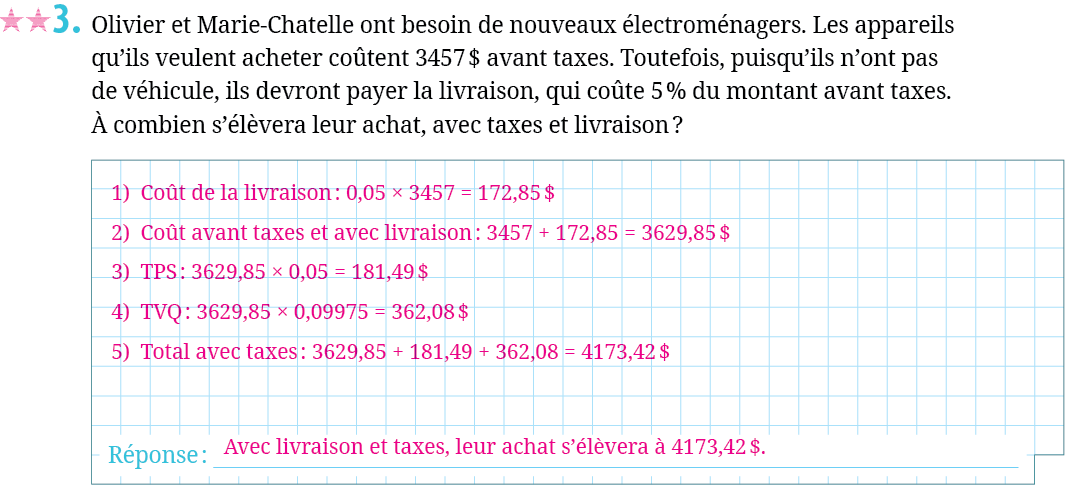 ★★3. Olivier et Marie-Chatelle ont besoin de nouveaux électroménagers. Les appareils
qu’ils veulent acheter coûtent 3457 $ avant taxes. Toutefois, puisqu’ils n’ont pas
de véhicule, ils devront payer la livraison, qui coûte 5 % du montant avant taxes.
À combien s’élèvera leur achat, avec taxes et livraison ?
1) Coût de la livraison : 0,05 × 3457 = 172,85 $
2) Coût avant taxes et avec livraison : 3457 + 172,85 = 3629,85 $
3) TPS : 3629,85 × 0,05 = 181,49 $
4) TVQ : 3629,85 × 0,09975 = 362,08 $
5) Total avec taxes : 3629,85 + 181,49 + 362,08 = 4173,42 $
Réponse : Avec livraison et taxes, leur achat s’élèvera à 4173,42 $.